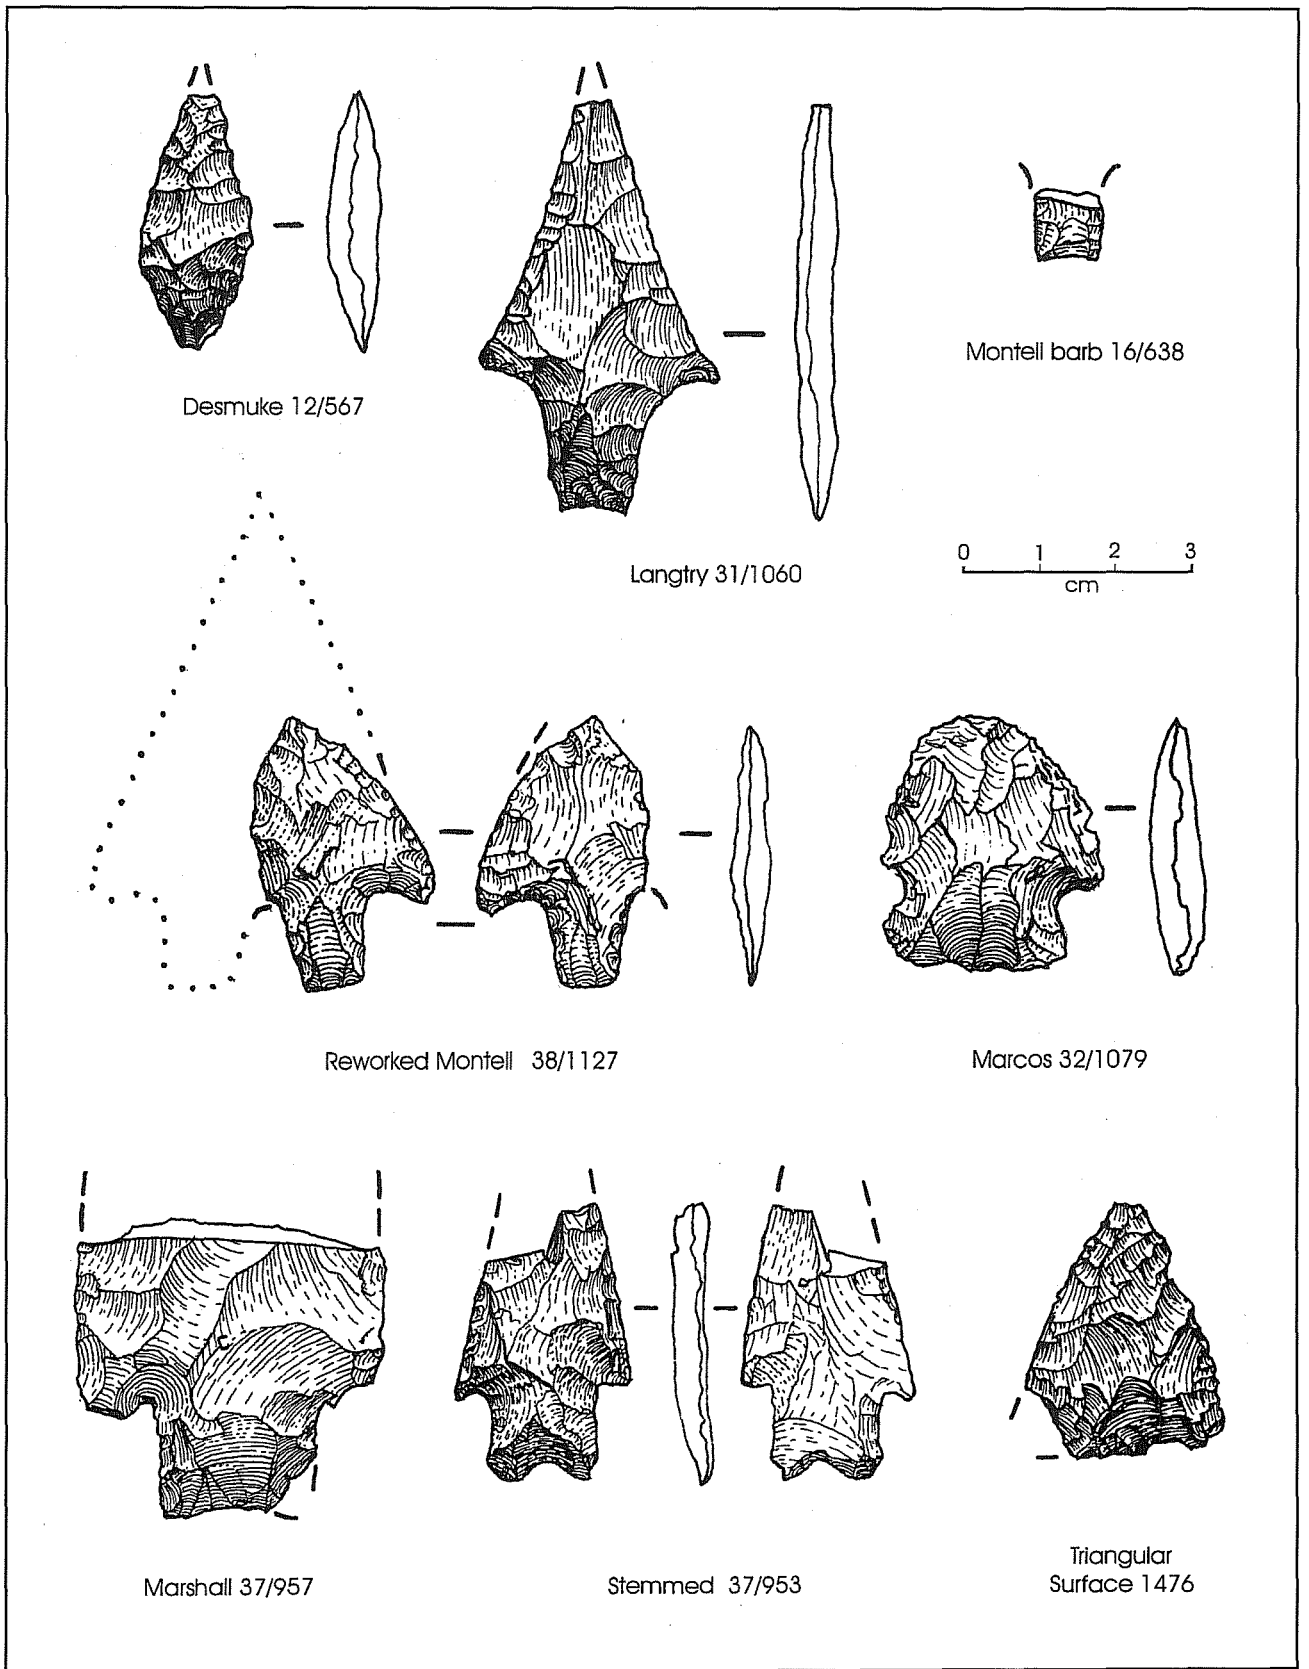 Desmuke 12/567
Montell barb 16/638
Langtry 31/1060
0 1 2 3
cm
Reworked Montell 38/1127
Marcos 32/1079
Marshall 37/957
Stemmed 37/953
Triangular
Surface 1476